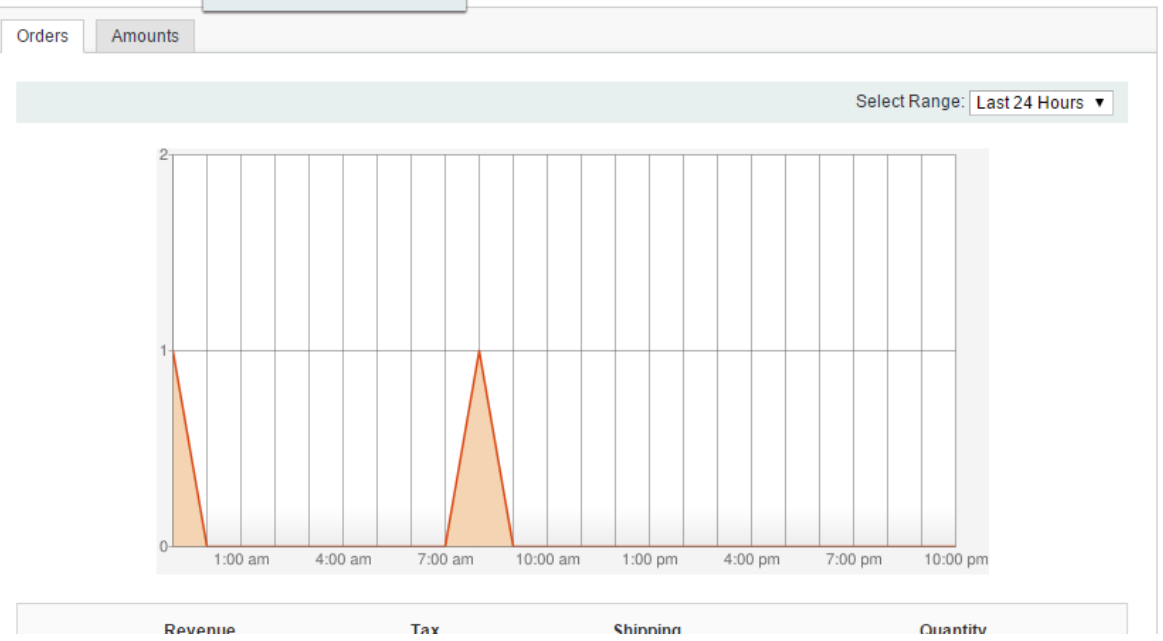 Orders Amounts
Select Range: Last 24 Hours ▼
2
1
0
1:00 am 4:00 am 7:00 am 10:00 am 1:00 pm 4:00 pm 7:00 pm 10:00 pm
Revenue Tax Shipping Quantity